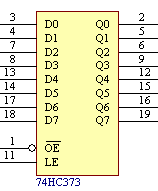 3 D0 Q0 2
4 D1 Q1 5
7 D2 Q2 6
8 D3 Q3 9
13 D4 Q4 12
14 D5 Q5 15
17 D6 Q6 16
18 D7 Q7 19
1 OE
11 LE
74HC373